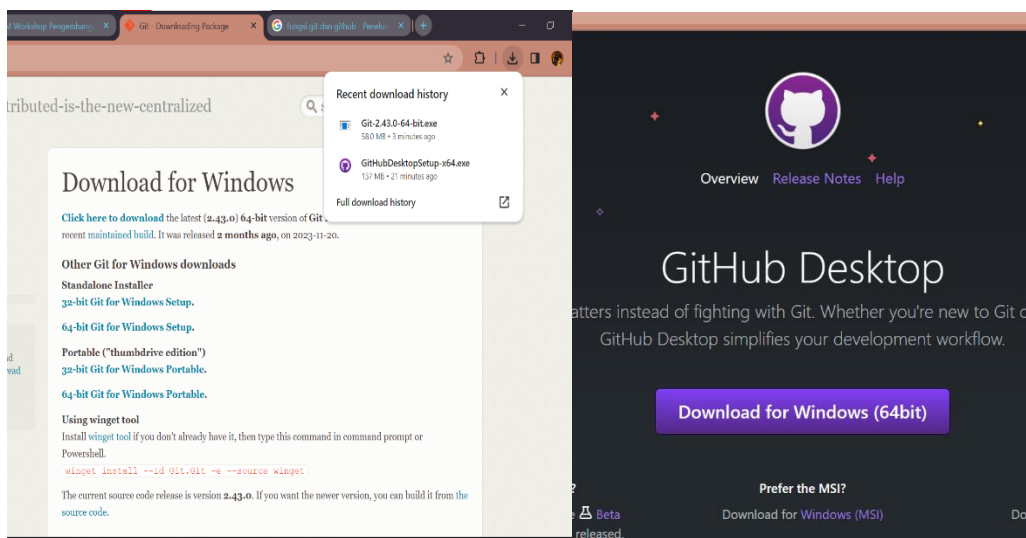 Workshop Pengembang
Git - Downloading Package
fungsi git dan github - Penelus
tributed-is-the-new-centralized
Recent download history
Git-2.43.0-64-bit.exe
58.0 MB • 3 minutes ago
GitHubDesktopSetup-x64.exe
137 MB • 21 minutes ago
Full download history
Download for Windows
Click here to download the latest (2.43.0) 64-bit version of Git
recent maintained build. It was released 2 months ago, on 2023-11-20.
Other Git for Windows downloads
Standalone Installer
32-bit Git for Windows Setup.
64-bit Git for Windows Setup.
Portable ("thumbdrive edition")
32-bit Git for Windows Portable.
64-bit Git for Windows Portable.
Using winget tool
Install winget tool if you don't already have it, then type this command in command prompt or
Powershell.
winget install --id Git.Git -e --source winget
The current source code release is version 2.43.0. If you want the newer version, you can build it from the
source code.
Overview Release Notes Help
GitHub Desktop
atters instead of fighting with Git. Whether you're new to Git
GitHub Desktop simplifies your development workflow.
Download for Windows (64bit)
Prefer the MSI?
Beta
Download for Windows (MSI)
Do
released.